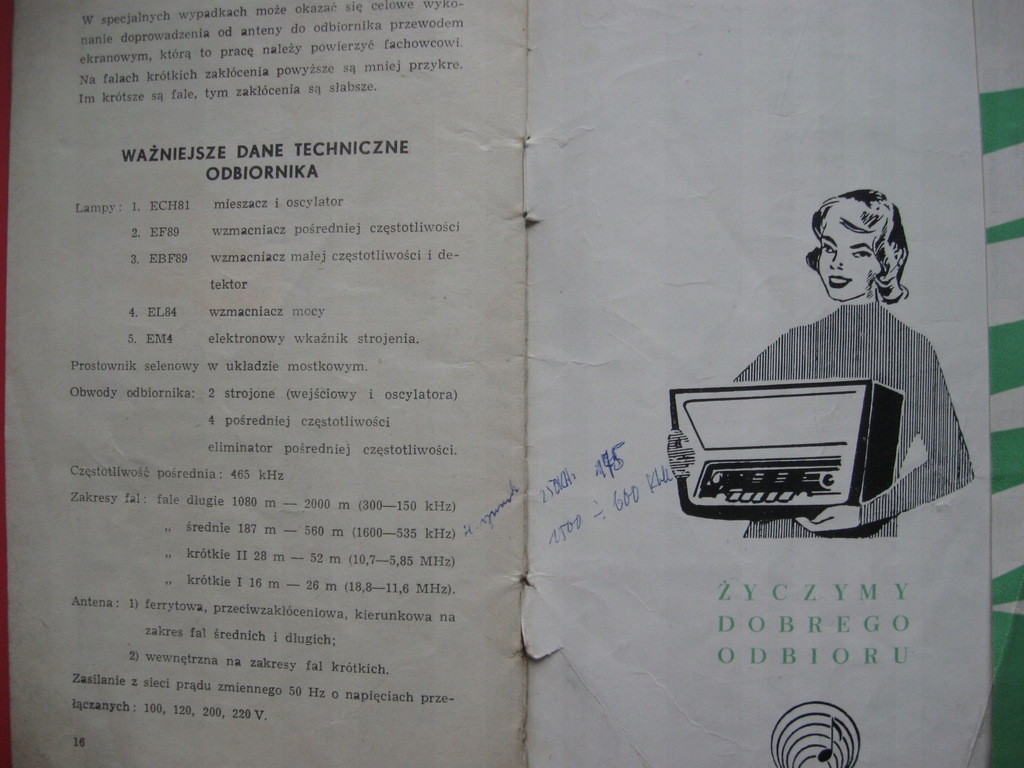 W specjalnych wypadkach może okazać się celowe wyko-
nanie doprowadzenia od anteny do odbiornika przewodem
ekranowym, którą to pracę należy powierzyć fachowcowi.
Na falach krótkich zakłócenia powyższe są mniej przykre.
Im krótsze są fale, tym zakłócenia są słabsze.
WAŻNIEJSZE DANE TECHNICZNE
ODBIORNIKA
Lampy: 1. ECH81 mieszacz i oscylator
2. EF89 wzmacniacz pośredniej częstotliwości
3. EBF89 wzmacniacz małej częstotliwości i de-
tektor
4. EL84 wzmacniacz mocy
5. EM4 elektronowy wkaźnik strojenia.
Prostownik selenowy w układzie mostkowym.
Obwody odbiornika: 2 strojone (wejściowy i oscylatora)
4 pośredniej częstotliwości
eliminator pośredniej częstotliwości.
Częstotliwość pośrednia: 465 kHz
Zakresy fal: fale długie 1080 m — 2000 m (300—150 kHz)
„ średnie 187 m — 560 m (1600—535 kHz)
„ krótkie II 28 m — 52 m (10,7—5,85 MHz)
„ krótkie I 16 m — 26 m (18,8—11,6 MHz).
Antena: 1) ferrytowa, przeciwzakłóceniowa, kierunkowa na
zakres fal średnich i długich;
2) wewnętrzna na zakresy fal krótkich.
Zasilanie z sieci prądu zmiennego 50 Hz o napięciach prze-
łączanych: 100, 120, 200, 220 V.
16
1500 ÷ 600
ŻYCZYMY
DOBREGO
ODBIORU